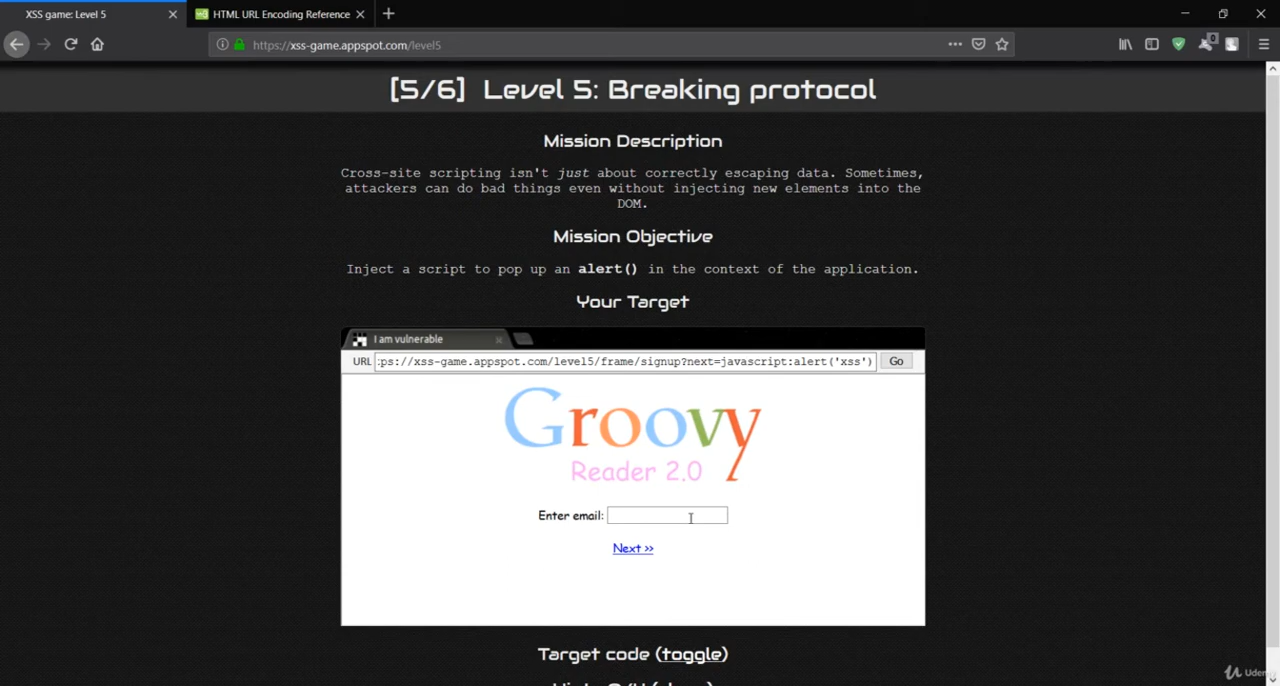 XSS game: Level 5
HTML URL Encoding Reference
https://xss-game.appspot.com/level5
0
[5/6] Level 5: Breaking protocol
Mission Description
Cross-site scripting isn't just about correctly escaping data. Sometimes,
attackers can do bad things even without injecting new elements into the
DOM.
Mission Objective
Inject a script to pop up an alert() in the context of the application.
Your Target
I am vulnerable
URL :ps://xss-game.appspot.com/level5/frame/signup?next=javascript:alert('xss') Go
Groovy
Reader 2.0
Enter email:
Next >>
Target code (toggle)